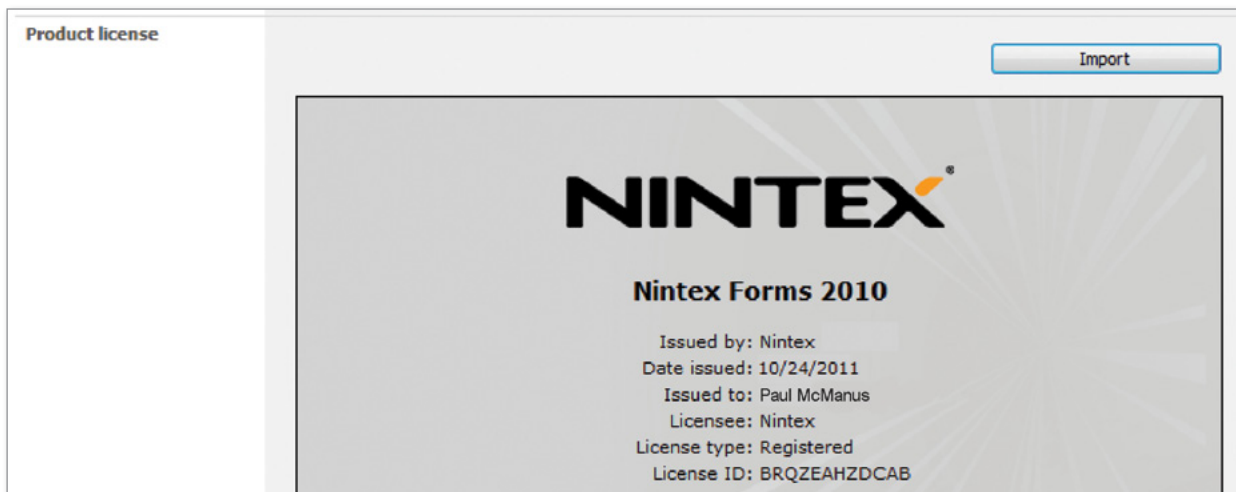 Product license
Import
NINTEX®
Nintex Forms 2010
Issued by: Nintex
Date issued: 10/24/2011
Issued to: Paul McManus
Licensee: Nintex
License type: Registered
License ID: BRQZEAHZDCAB